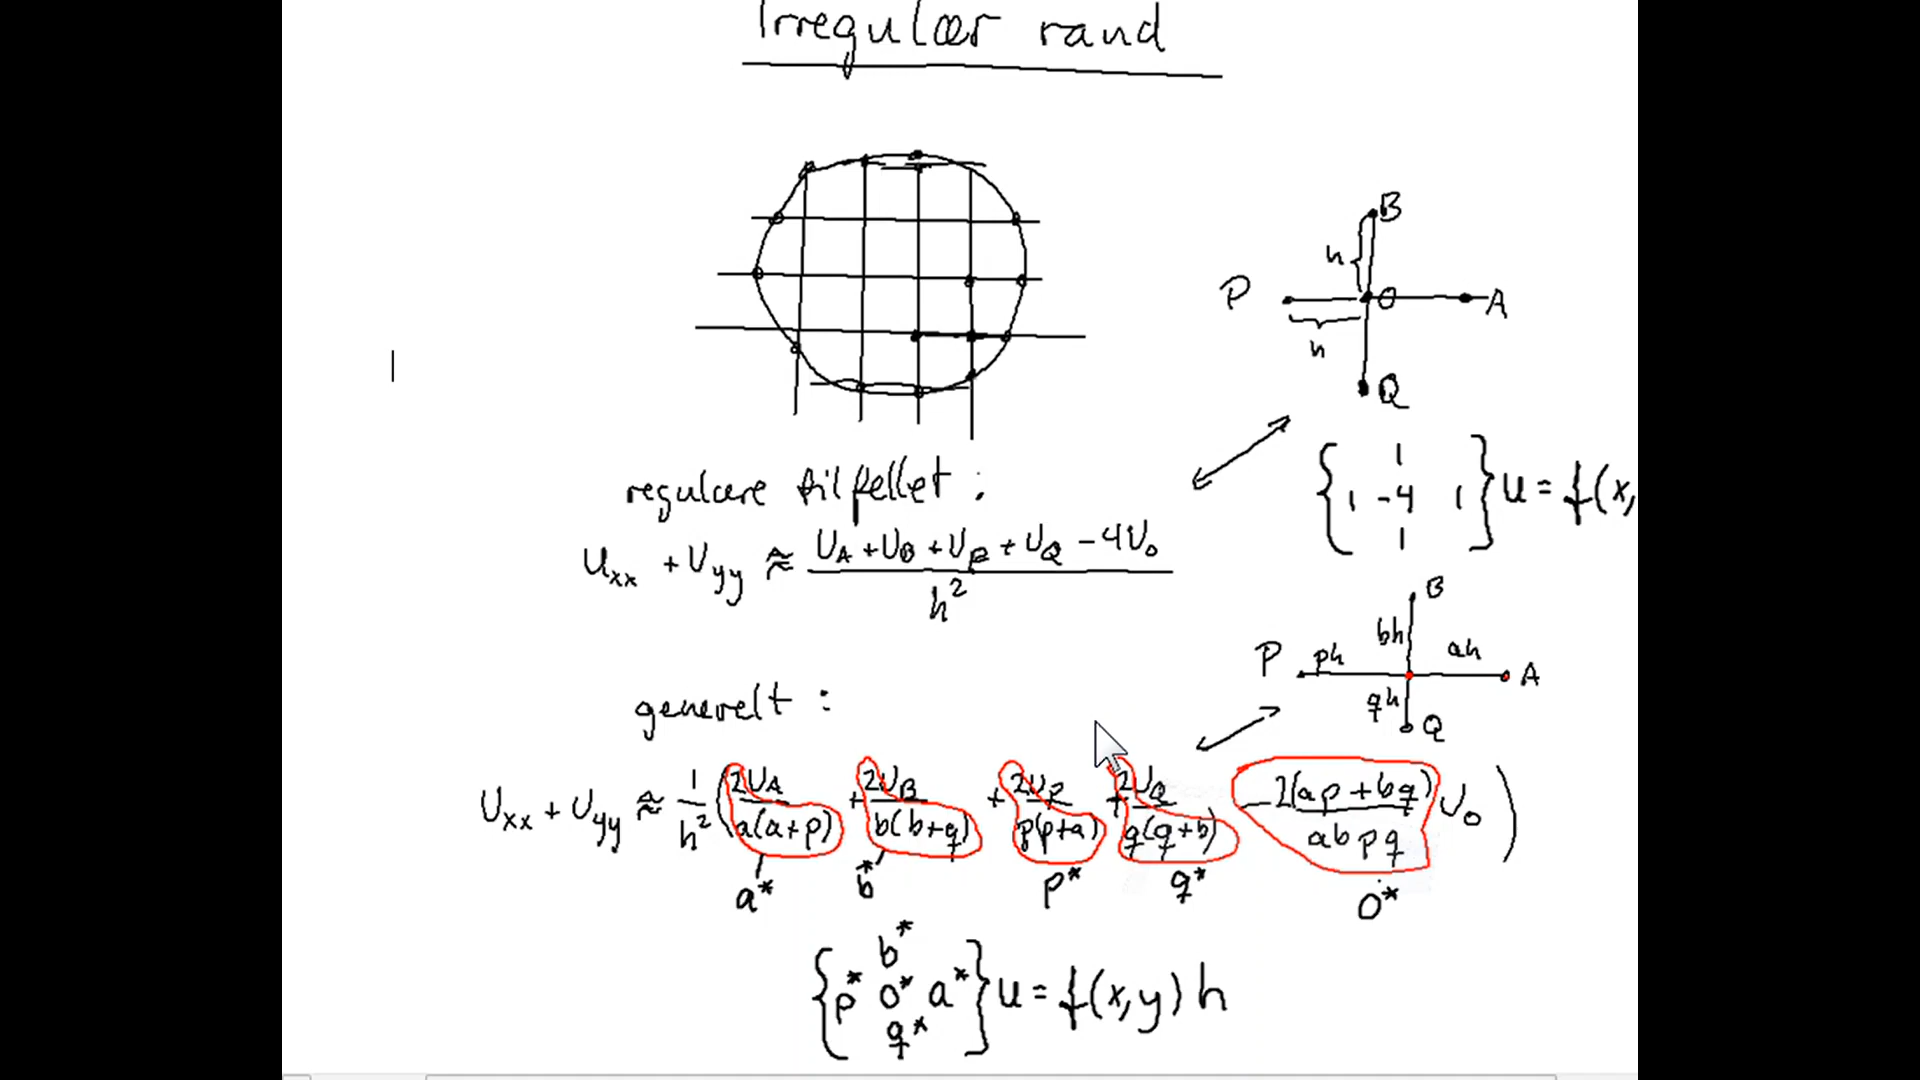 Irregulær rand
B
h
P O A
h
Q
regulære tilfellet :
{ 1
1 -4 1 } u = f(x,
1
Uxx + Uyy ≈ (UA + UB + UP + UQ - 4U0) / h²
B
bh
P ph ah A
qh
Q
generelt :
Uxx + Uyy ≈ 1/h² ( 2UA / a(a+p) + 2UB / b(b+q) + 2UP / p(p+a) + 2UQ / q(q+b) - 2(ap+bq) / abpq U0 )
a* b* p* q* 0*
{ b*
p* 0* a* } u = f(x,y) h
q*